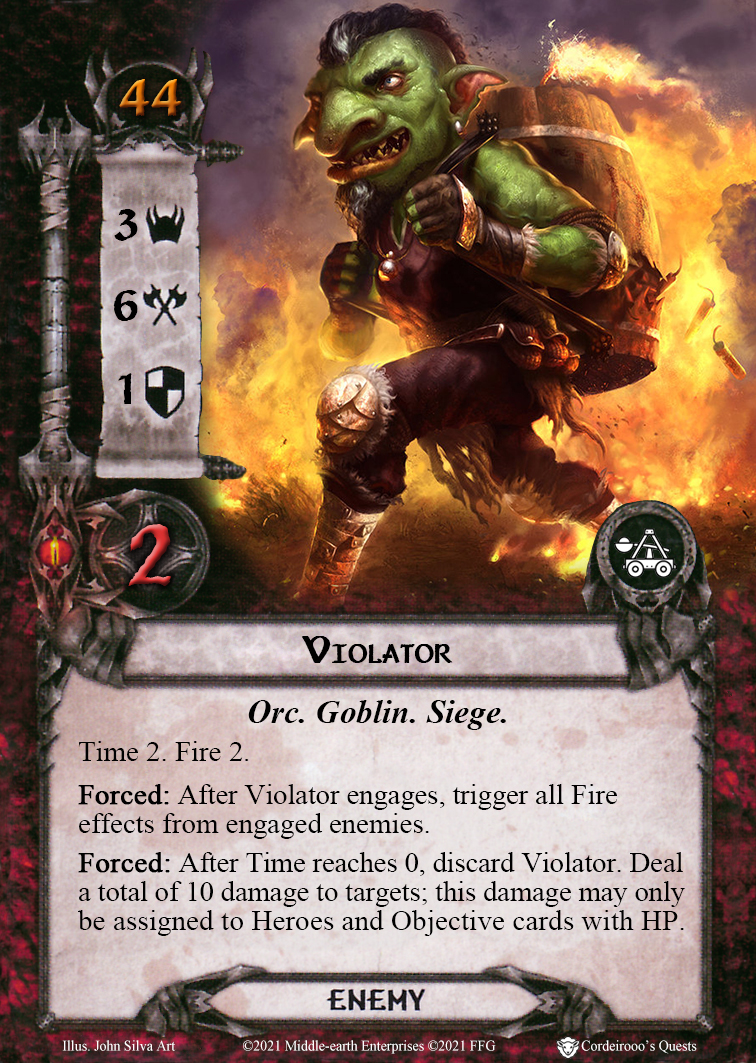 44
3
6
1
2
Violator
Orc. Goblin. Siege.
Time 2. Fire 2.
Forced: After Violator engages, trigger all Fire
effects from engaged enemies.
Forced: After Time reaches 0, discard Violator. Deal
a total of 10 damage to targets; this damage may only
be assigned to Heroes and Objective cards with HP.
ENEMY
Illus. John Silva Art ©2021 Middle-earth Enterprises ©2021 FFG Cordeirooo's Quests